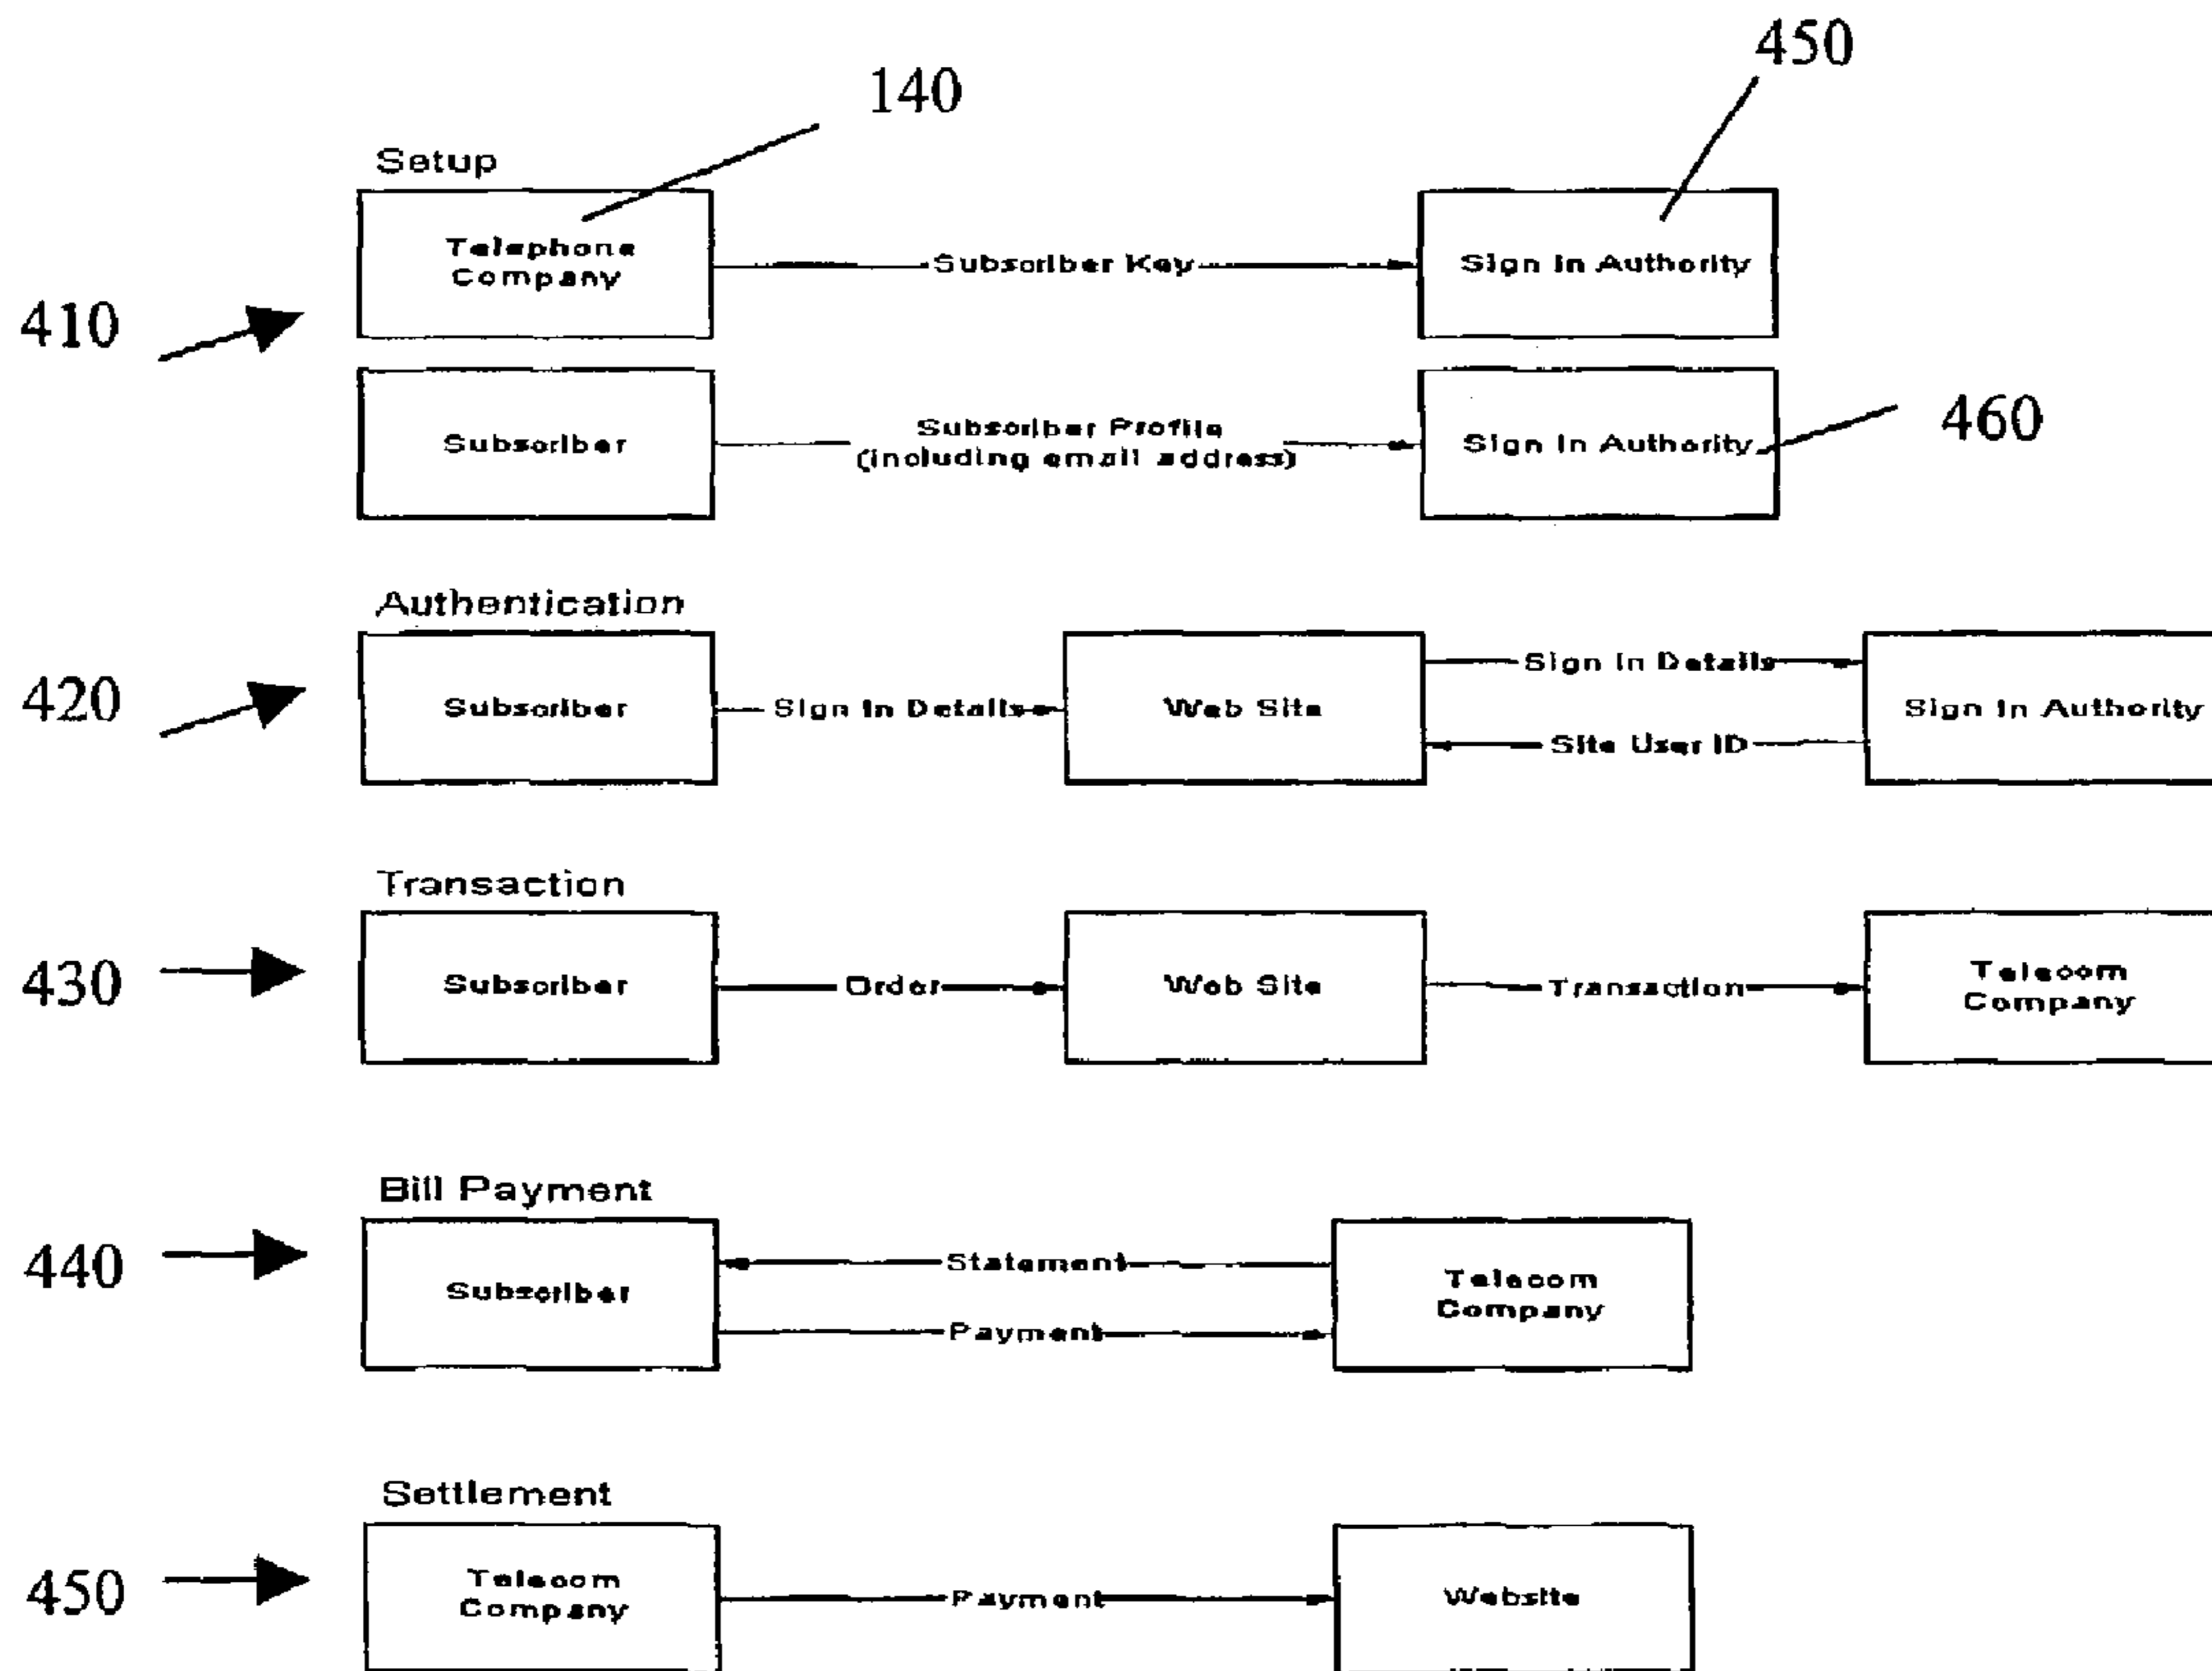 450
140
Setup
Telephone
Company
Subscriber Key
Sign In Authority
410
Subscriber
Subscriber Profile
(including email address)
Sign In Authority
460
Authentication
420
Subscriber
Sign In Details
Web Site
Sign In Details
Site User ID
Sign In Authority
Transaction
430
Subscriber
Order
Web Site
Transaction
Telecom
Company
Bill Payment
440
Subscriber
Statement
Payment
Telecom
Company
Settlement
450
Telecom
Company
Payment
Website